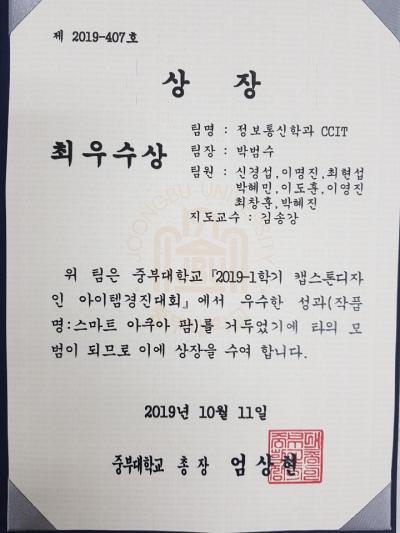 제 2019-407호
상 장
최우수상
팀명 : 정보통신학과 CCIT
팀장 : 박범수
팀원 : 신경섭,이명진,최현섭
박혜민,이도훈,이영진
최창훈,박혜진
지도교수 : 김송강
위 팀은 중부대학교 『2019-1학기 캡스톤디자
인 아이템경진대회』에서 우수한 성과(작품
명:스마트 아쿠아 팜)를 거두었기에 타의 모
범이 되므로 이에 상장을 수여 합니다.
JOONGBU UNIVERSITY
2019년 10월 11일
중부대학교 총장 엄상현